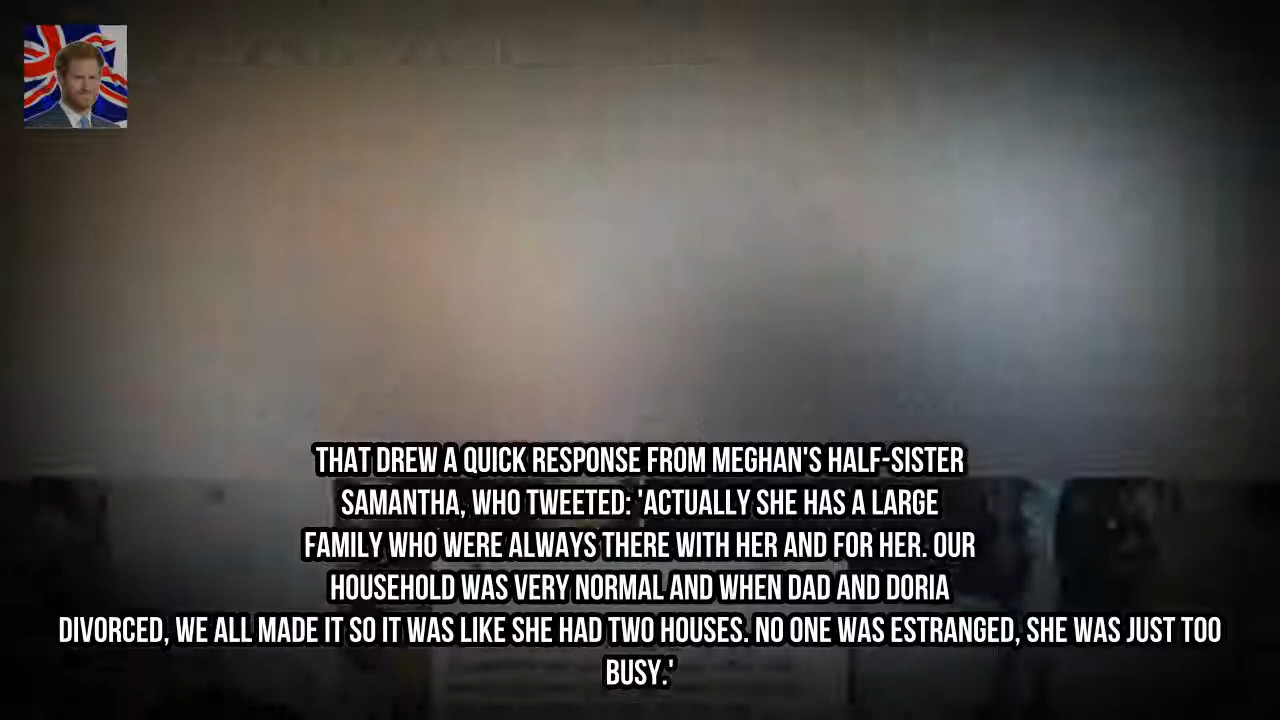 THAT DREW A QUICK RESPONSE FROM MEGHAN'S HALF-SISTER
SAMANTHA, WHO TWEETED: 'ACTUALLY SHE HAS A LARGE
FAMILY WHO WERE ALWAYS THERE WITH HER AND FOR HER. OUR
HOUSEHOLD WAS VERY NORMAL AND WHEN DAD AND DORIA
DIVORCED, WE ALL MADE IT SO IT WAS LIKE SHE HAD TWO HOUSES. NO ONE WAS ESTRANGED, SHE WAS JUST TOO
BUSY.'